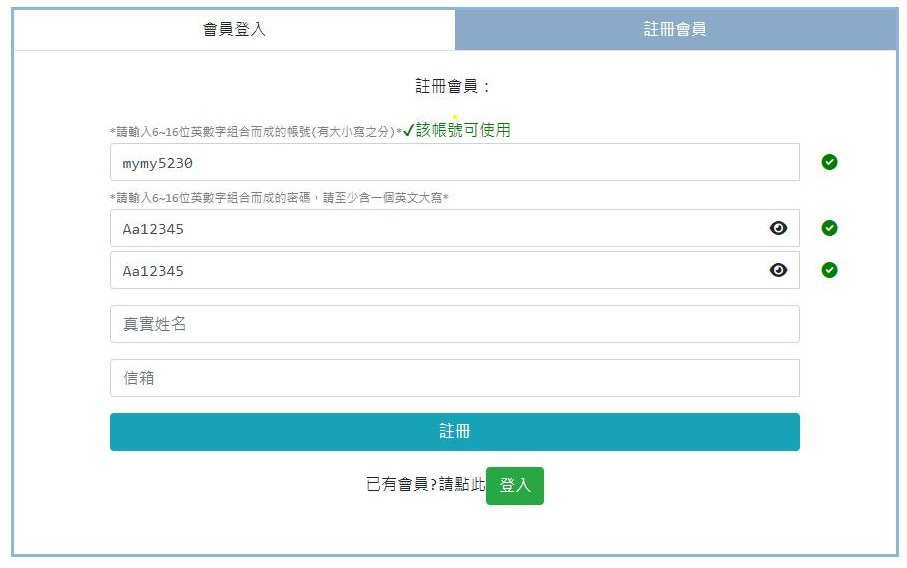 會員登入
註冊會員
註冊會員：
*請輸入6~16位英數字組合而成的帳號(有大小寫之分)*✔該帳號可使用
mymy5230
*請輸入6~16位英數字組合而成的密碼，請至少含一個英文大寫*
Aa12345
Aa12345
真實姓名
信箱
註冊
已有會員?請點此 登入